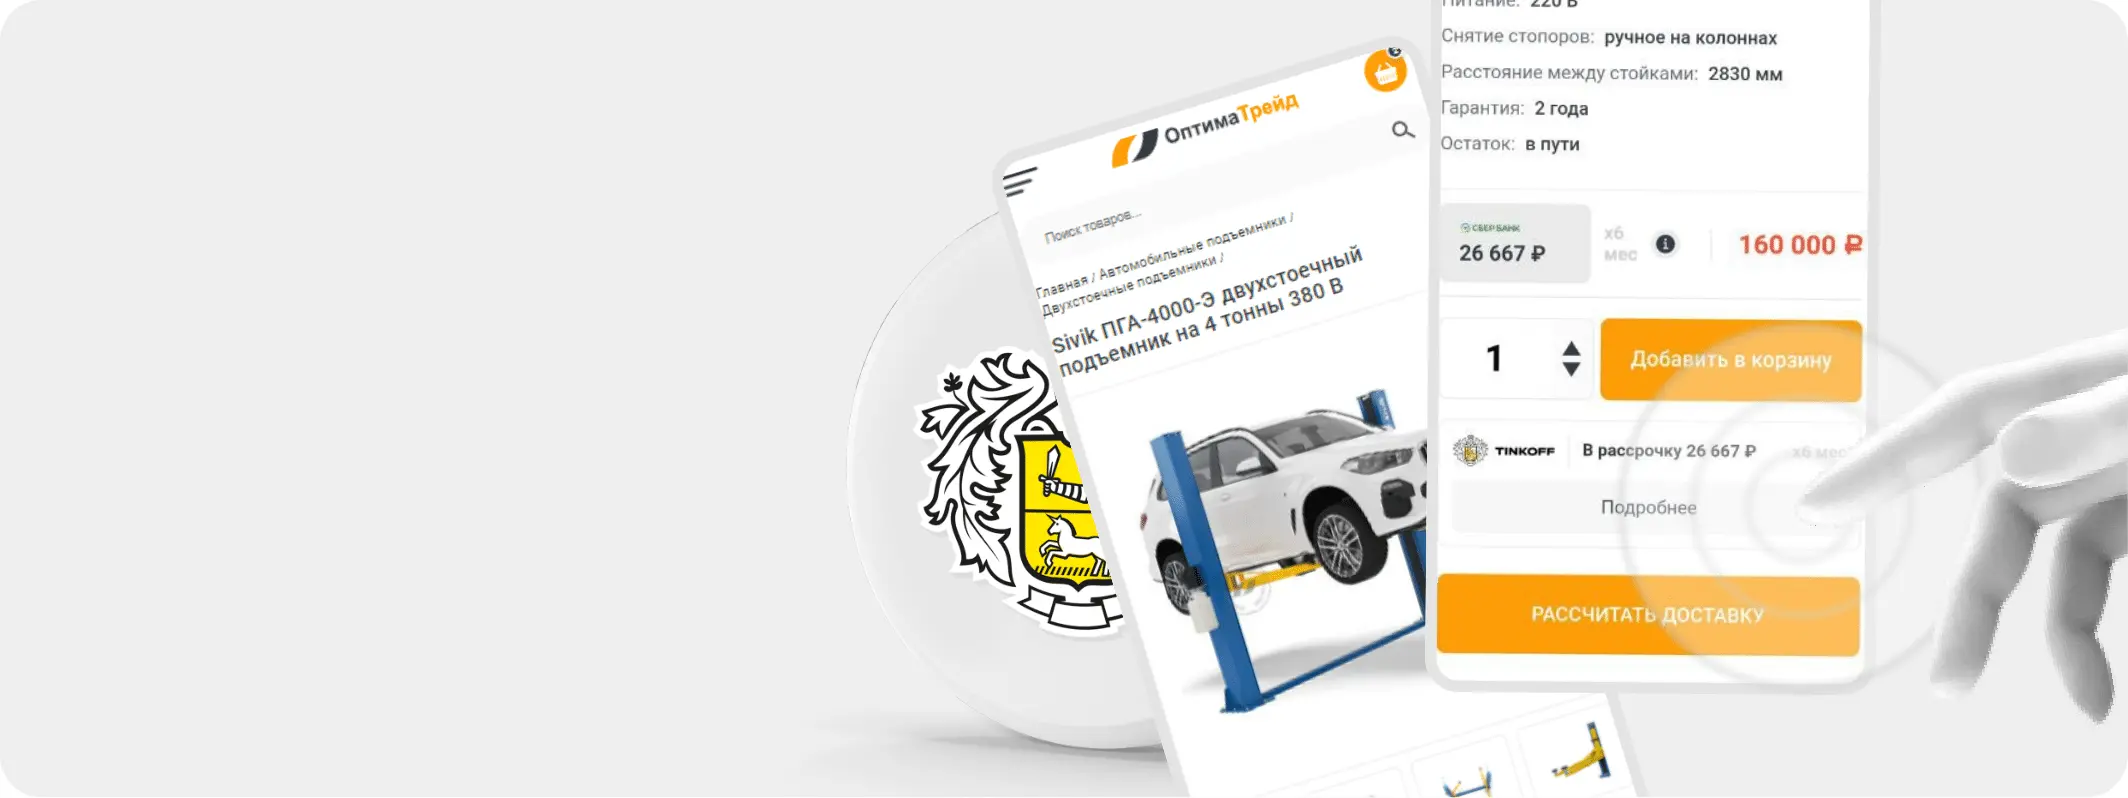 ОптимаТрейд
Поиск товаров...
Главная / Автомобильные подъемники /
Двухстоечные подъемники /
Sivik ПГА-4000-Э двухстоечный
подъемник на 4 тонны 380 В
Питание: 220 В
Снятие стопоров: ручное на колоннах
Расстояние между стойками: 2830 мм
Гарантия: 2 года
Остаток: в пути
СБЕР БАНК
26 667 ₽
х6
мес
i
160 000 ₽
1
Добавить в корзину
TINKOFF
В рассрочку 26 667 ₽
х6 мес
Подробнее
РАССЧИТАТЬ ДОСТАВКУ